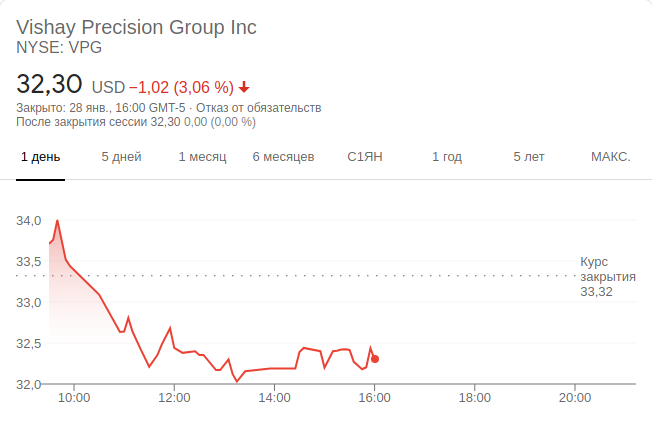 Vishay Precision Group Inc
NYSE: VPG
32,30 USD −1,02 (3,06 %)
Закрыто: 28 янв., 16:00 GMT-5 · Отказ от обязательств
После закрытия сессии 32,30 0,00 (0,00 %)
1 день 5 дней 1 месяц 6 месяцев С1ЯН 1 год 5 лет МАКС.
34,0
33,5
Курс
закрытия
33,32
33,0
32,5
32,0
10:00 12:00 14:00 16:00 18:00 20:00